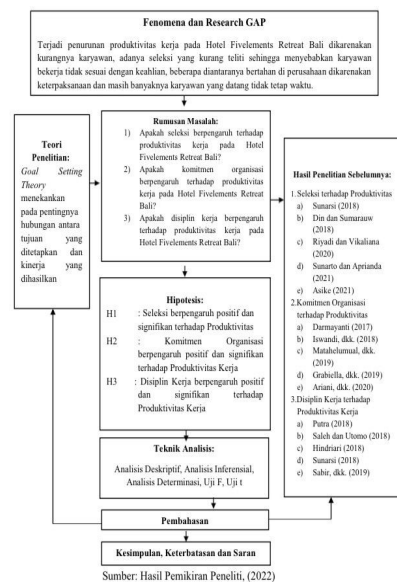 Fenomena dan Research GAP
Terjadi penurunan produktivitas kerja pada Hotel Fivelements Retreat Bali dikarenakan
kurangnya karyawan, adanya seleksi yang kurang teliti sehingga menyebabkan karyawan
bekerja tidak sesuai dengan keahlian, beberapa diantaranya bertahan di perusahaan dikarenakan
keterpaksanaan dan masih banyaknya karyawan yang datang tidak tetap waktu.
Teori
Penelitian:
Goal Setting
Theory
menekankan
pada pentingnya
hubungan antara
tujuan yang
ditetapkan dan
kinerja yang
dihasilkan
Rumusan Masalah:
1) Apakah seleksi berpengaruh terhadap
produktivitas kerja pada Hotel
Fivelements Retreat Bali?
2) Apakah komitmen organisasi
berpengaruh terhadap produktivitas
kerja pada Hotel Fivelements Retreat
Bali?
3) Apakah disiplin kerja berpengaruh
terhadap produktivitas kerja pada
Hotel Fivelements Retreat Bali?
Hipotesis:
H1 : Seleksi berpengaruh positif dan
signifikan terhadap Produktivitas
H2 : Komitmen Organisasi
berpengaruh positif dan signifikan
terhadap Produktivitas Kerja
H3 : Disiplin Kerja berpengaruh positif
dan signifikan terhadap
Produktivitas Kerja
Teknik Analisis:
Analisis Deskriptif, Analisis Inferensial,
Analisis Determinasi, Uji F, Uji t
Hasil Penelitian Sebelumnya:
1.Seleksi terhadap Produktivitas
a) Sunarsi (2018)
b) Din dan Sumarauw
(2018)
c) Riyadi dan Vikaliana
(2020)
d) Sunarto dan Aprianda
(2021)
e) Asike (2021)
2.Komitmen Organisasi
terhadap Produktivitas
a) Darmayanti (2017)
b) Iswandi, dkk. (2018)
c) Matahelumual, dkk.
(2019)
d) Grabiella, dkk. (2019)
e) Ariani, dkk. (2020)
3.Disiplin Kerja terhadap
Produktivitas Kerja
a) Putra (2018)
b) Saleh dan Utomo (2018)
c) Hindriari (2018)
d) Sunarsi (2018)
e) Sabir, dkk. (2019)
Pembahasan
Kesimpulan, Keterbatasan dan Saran
Sumber: Hasil Pemikiran Peneliti, (2022)